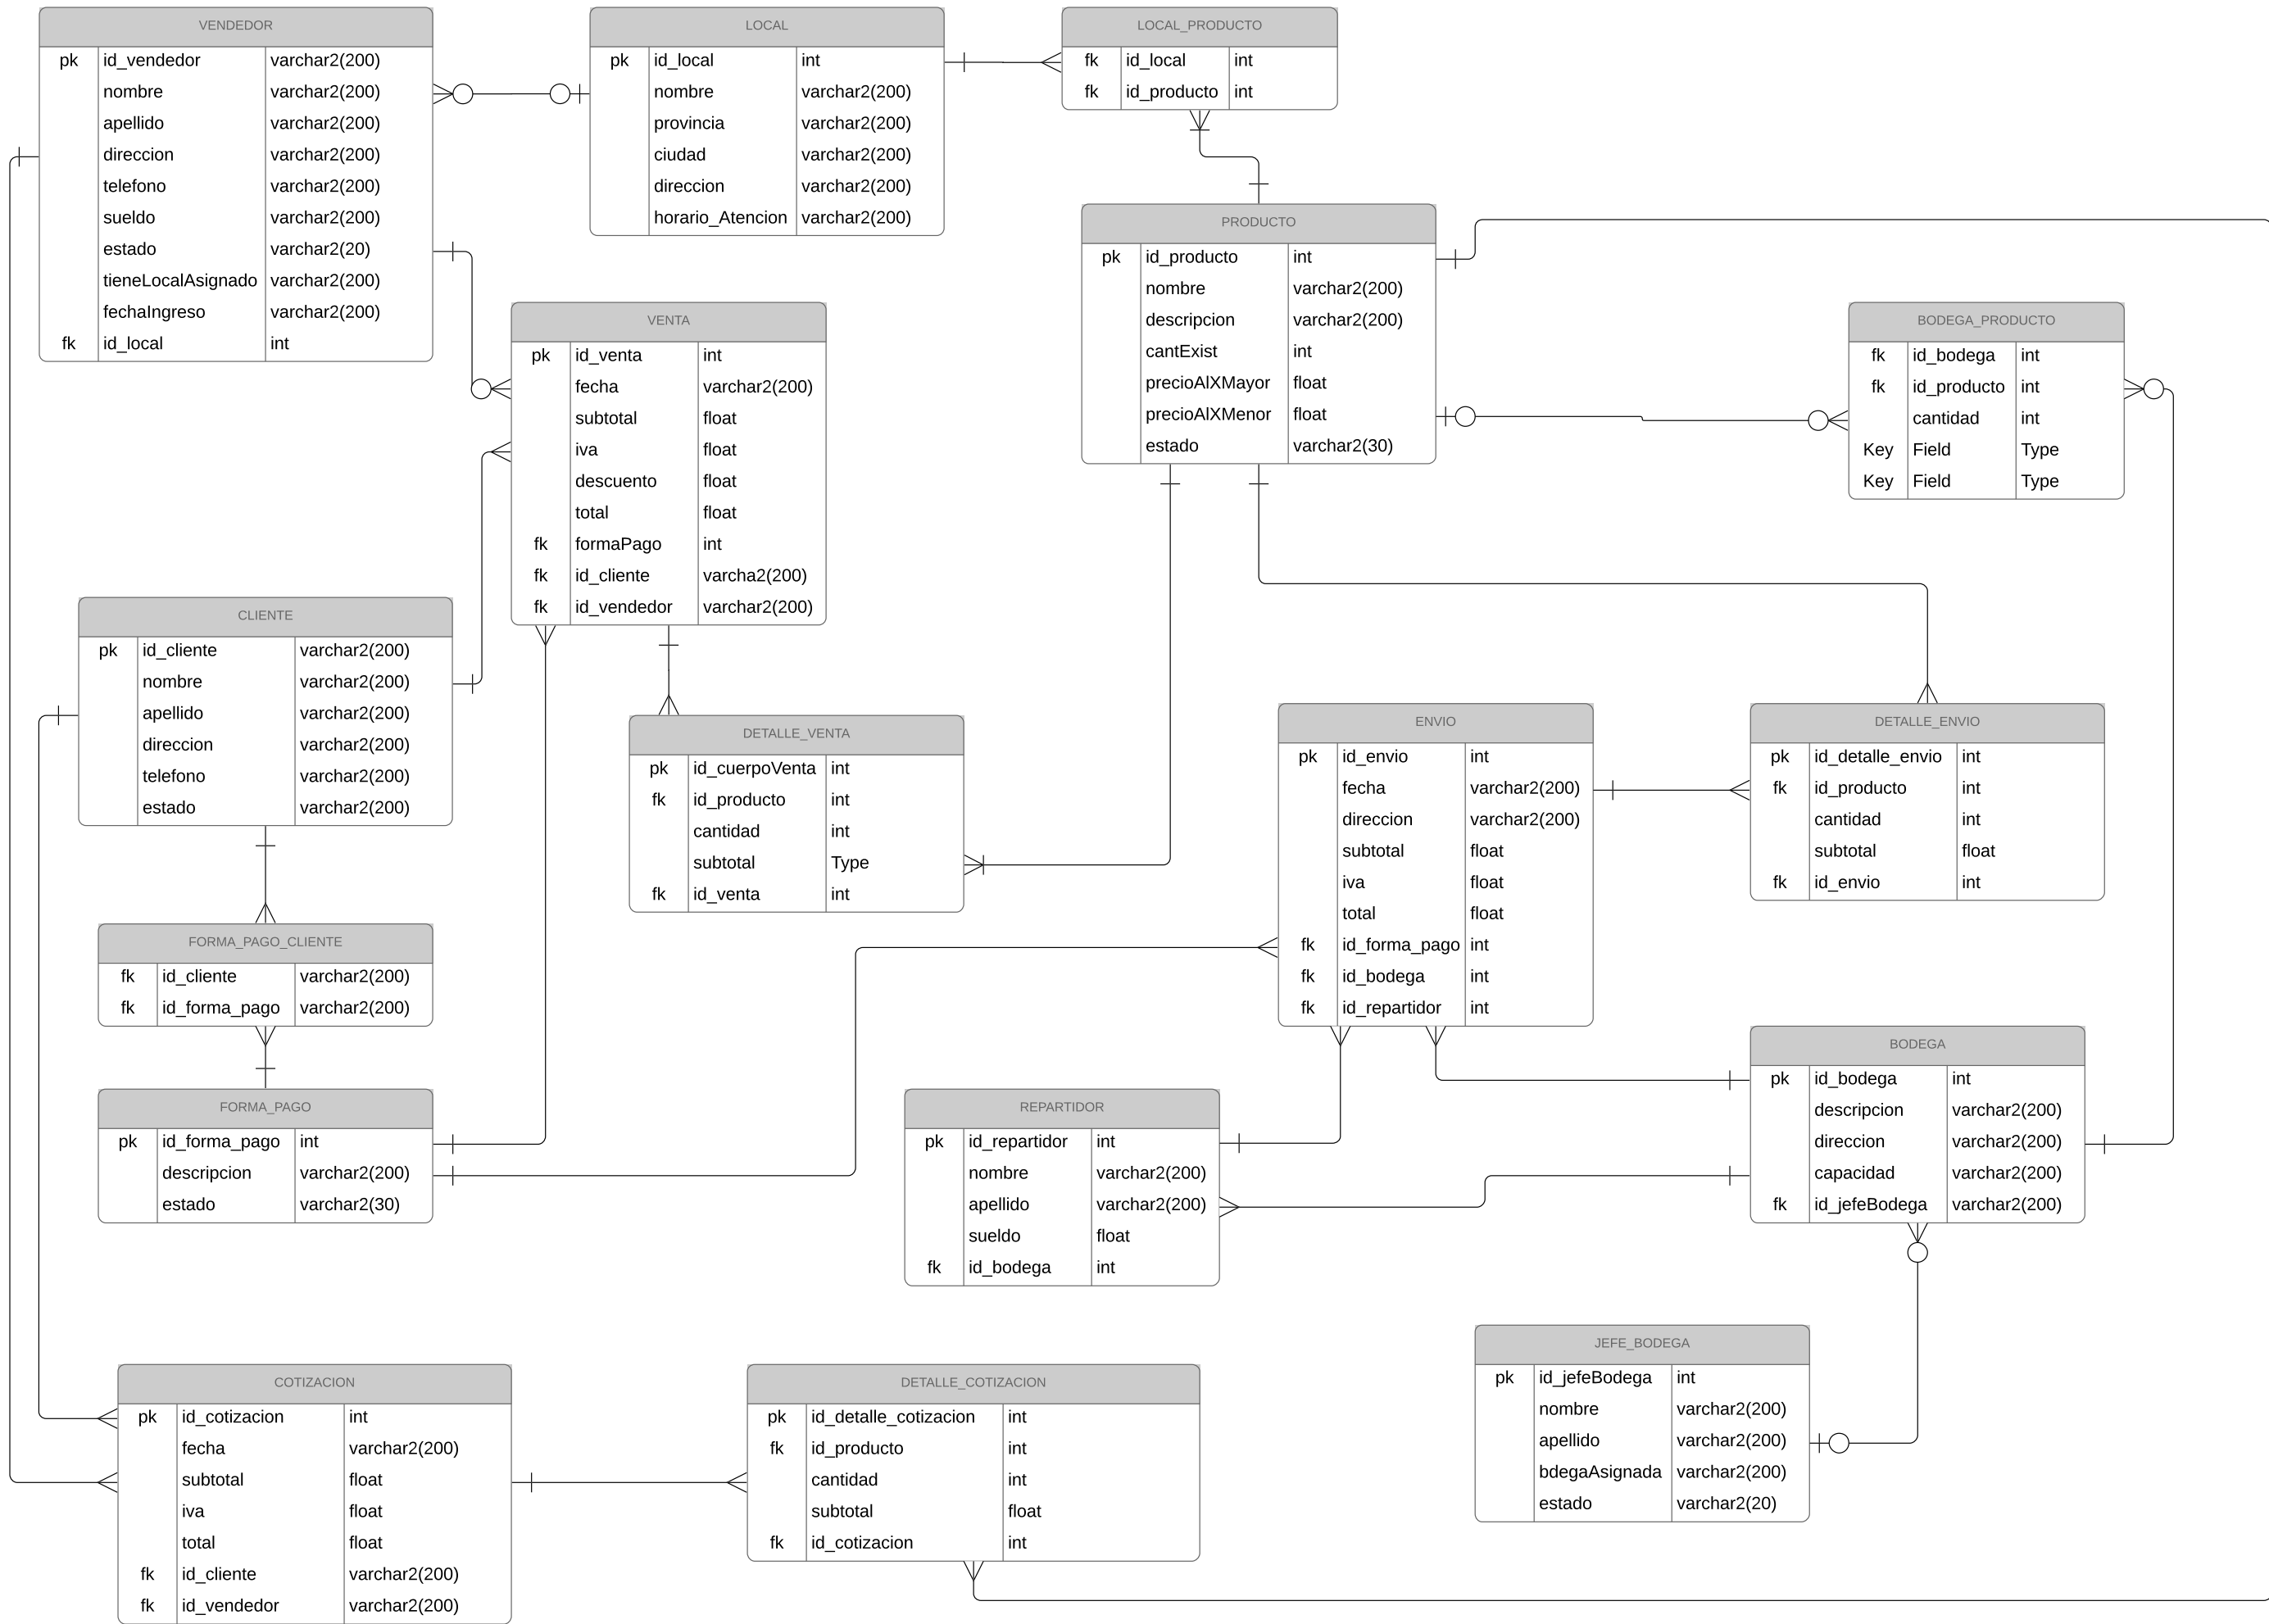 VENDEDOR
pk id_vendedor varchar2(200)
nombre varchar2(200)
apellido varchar2(200)
direccion varchar2(200)
telefono varchar2(200)
sueldo varchar2(200)
estado varchar2(20)
tieneLocalAsignado varchar2(200)
fechaIngreso varchar2(200)
fk id_local int
LOCAL
pk id_local int
nombre varchar2(200)
provincia varchar2(200)
ciudad varchar2(200)
direccion varchar2(200)
horario_Atencion varchar2(200)
LOCAL_PRODUCTO
fk id_local int
fk id_producto int
PRODUCTO
pk id_producto int
nombre varchar2(200)
descripcion varchar2(200)
cantExist int
precioAlXMayor float
precioAlXMenor float
estado varchar2(30)
BODEGA_PRODUCTO
fk id_bodega int
fk id_producto int
cantidad int
Key Field Type
Key Field Type
VENTA
pk id_venta int
fecha varchar2(200)
subtotal float
iva float
descuento float
total float
fk formaPago int
fk id_cliente varcha2(200)
fk id_vendedor varchar2(200)
CLIENTE
pk id_cliente varchar2(200)
nombre varchar2(200)
apellido varchar2(200)
direccion varchar2(200)
telefono varchar2(200)
estado varchar2(200)
DETALLE_VENTA
pk id_cuerpoVenta int
fk id_producto int
cantidad int
subtotal Type
fk id_venta int
ENVIO
pk id_envio int
fecha varchar2(200)
direccion varchar2(200)
subtotal float
iva float
total float
fk id_forma_pago int
fk id_bodega int
fk id_repartidor int
DETALLE_ENVIO
pk id_detalle_envio int
fk id_producto int
cantidad int
subtotal float
fk id_envio int
FORMA_PAGO_CLIENTE
fk id_cliente varchar2(200)
fk id_forma_pago varchar2(200)
FORMA_PAGO
pk id_forma_pago int
descripcion varchar2(200)
estado varchar2(30)
REPARTIDOR
pk id_repartidor int
nombre varchar2(200)
apellido varchar2(200)
sueldo float
fk id_bodega int
BODEGA
pk id_bodega int
descripcion varchar2(200)
direccion varchar2(200)
capacidad varchar2(200)
fk id_jefeBodega varchar2(200)
JEFE_BODEGA
pk id_jefeBodega int
nombre varchar2(200)
apellido varchar2(200)
bdegaAsignada varchar2(200)
estado varchar2(20)
COTIZACION
pk id_cotizacion int
fecha varchar2(200)
subtotal float
iva float
total float
fk id_cliente varchar2(200)
fk id_vendedor varchar2(200)
DETALLE_COTIZACION
pk id_detalle_cotizacion int
fk id_producto int
cantidad int
subtotal float
fk id_cotizacion int